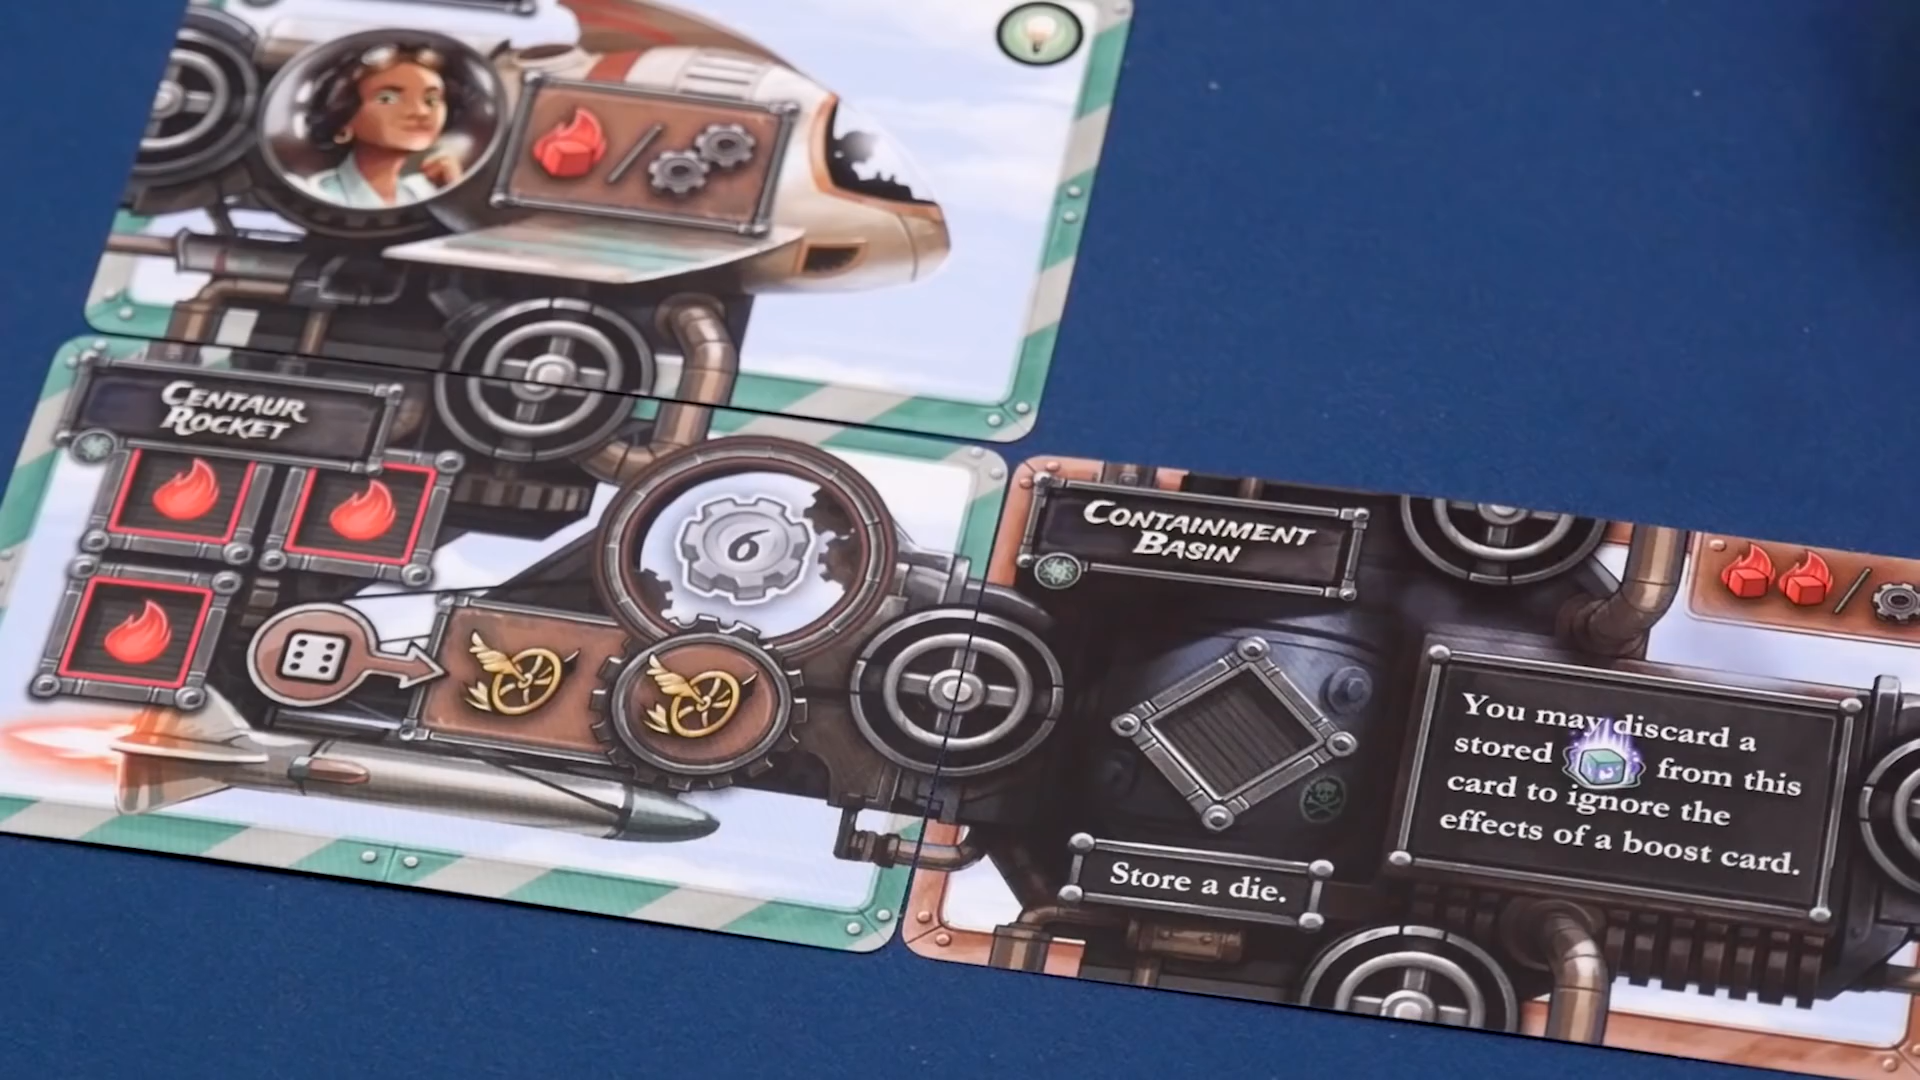 CENTAUR
ROCKET
6
CONTAINMENT
BASIN
You may discard a
stored from this
card to ignore the
effects of a boost card.
Store a die.